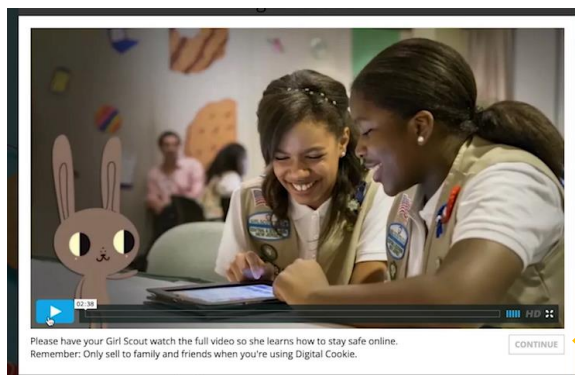 02:38
HD
Please have your Girl Scout watch the full video so she learns how to stay safe online.
CONTINUE
Remember: Only sell to family and friends when you're using Digital Cookie.